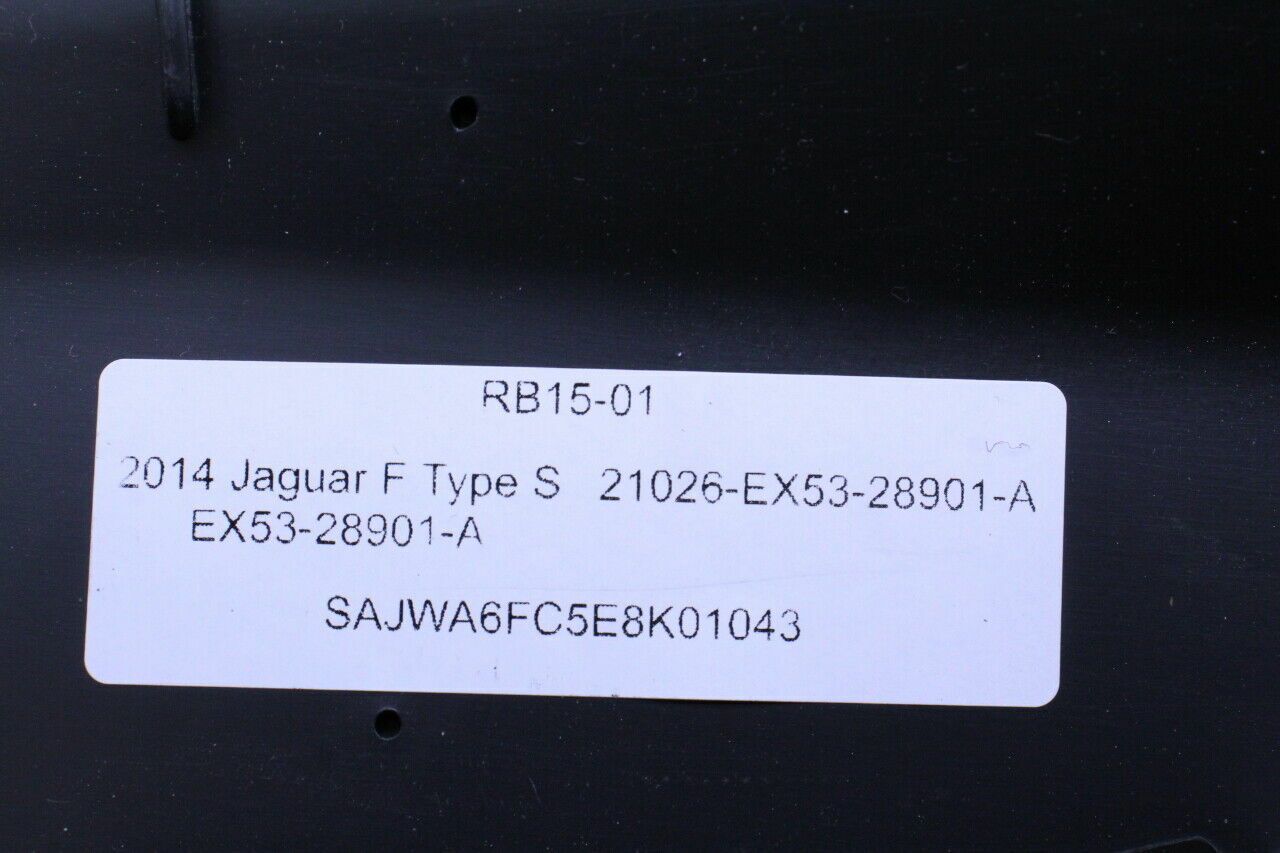 RB15-01
2014 Jaguar F Type S 21026-EX53-28901-A
EX53-28901-A
SAJWA6FC5E8K01043